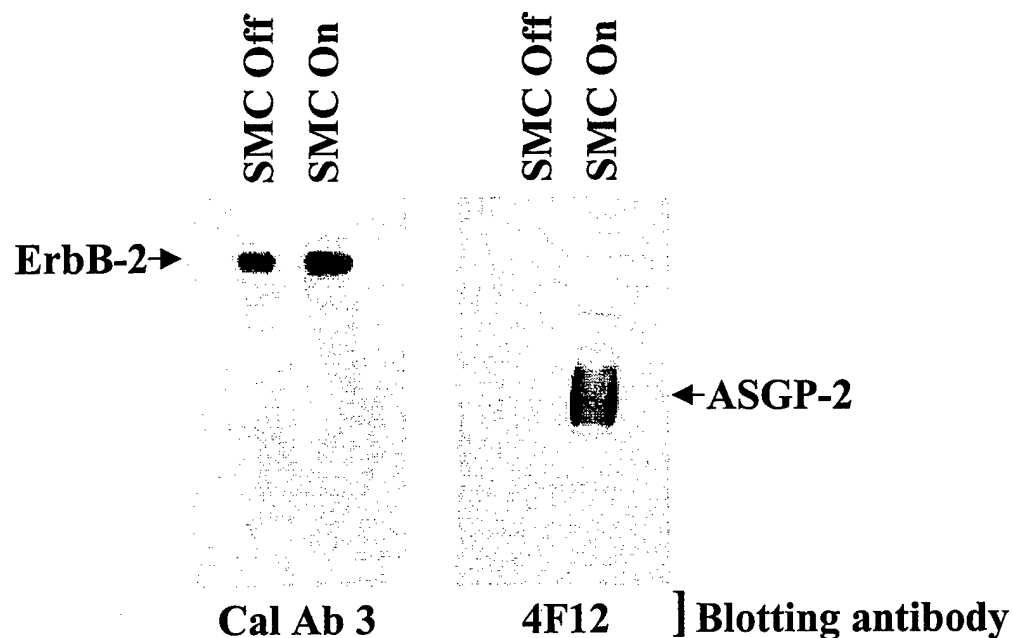 SMC Off
SMC On
SMC Off
SMC On
ErbB-2
ASGP-2
Cal Ab 3
4F12
] Blotting antibody